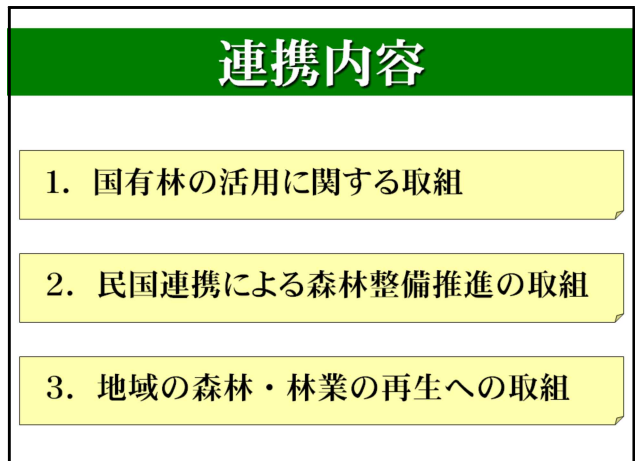 連携内容
1．国有林の活用に関する取組
2．民国連携による森林整備推進の取組
3．地域の森林・林業の再生への取組